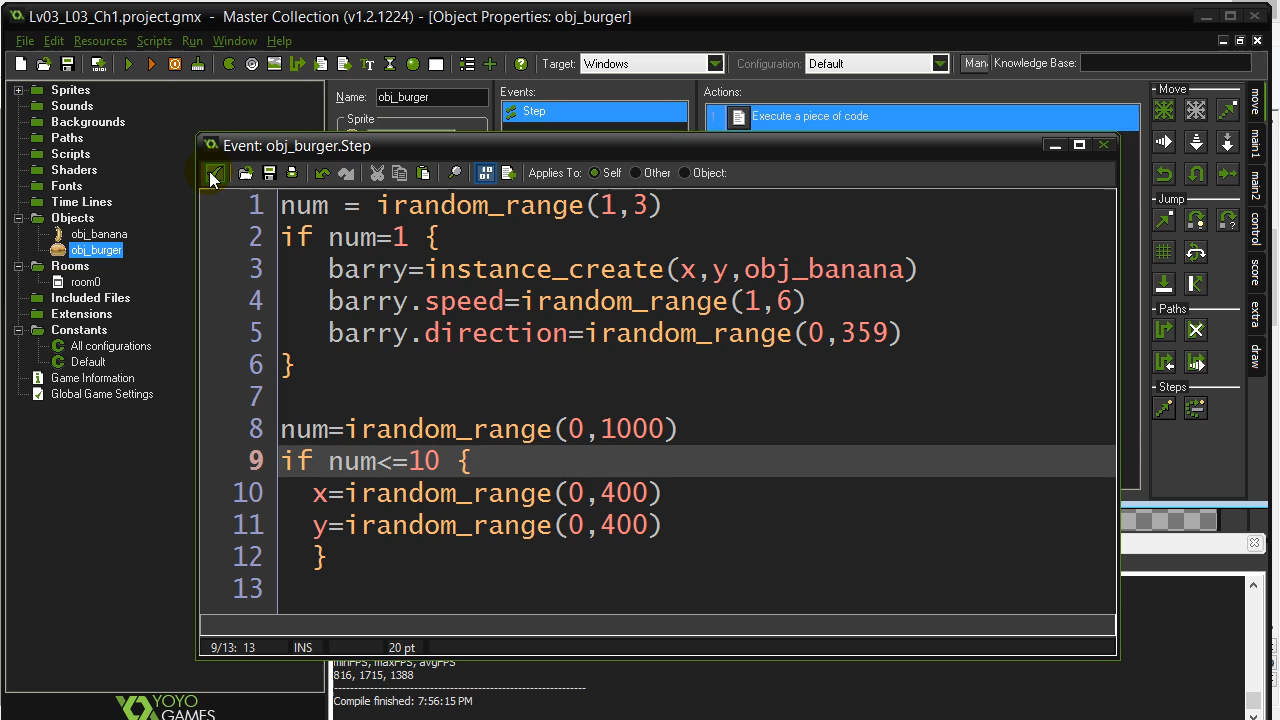 Lv03_L03_Ch1.project.gmx - Master Collection (v1.2.1224) - [Object Properties: obj_burger]
File Edit Resources Scripts Run Window Help
Target: Windows Configuration: Default Man Knowledge Base:
Sprites
Sounds
Backgrounds
Paths
Scripts
Shaders
Fonts
Time Lines
Objects
obj_banana
obj_burger
Rooms
room0
Included Files
Extensions
Constants
All configurations
Default
Game Information
Global Game Settings
YOYO
GAMES
Name: obj_burger
Sprite
Events:
Step
Actions:
Execute a piece of code
Event: obj_burger.Step
Applies To: Self Other Object:
1 num = irandom_range(1,3)
2 if num=1 {
3 barry=instance_create(x,y,obj_banana)
4 barry.speed=irandom_range(1,6)
5 barry.direction=irandom_range(0,359)
6 }
7
8 num=irandom_range(0,1000)
9 if num<=10 {
10 x=irandom_range(0,400)
11 y=irandom_range(0,400)
12 }
13
9/13: 13 INS 20 pt
minFPS, maxFPS, avgFPS
816, 1715, 1388
Compile finished: 7:56:15 PM
Move
Jump
Paths
Steps
move
main1
main2
control
score
extra
draw